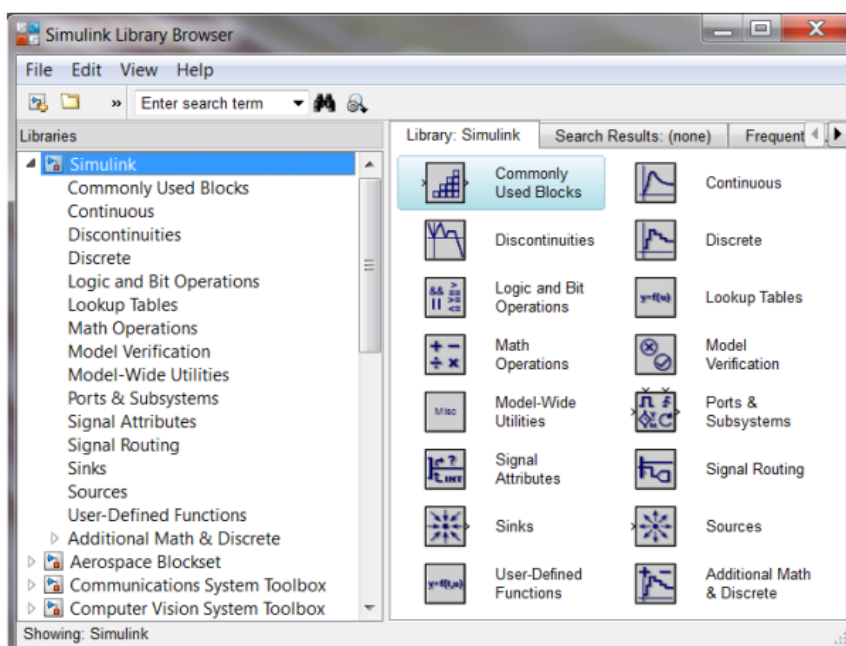 Simulink Library Browser
File Edit View Help
» Enter search term
Libraries
Library: Simulink
Search Results: (none)
Frequent
Simulink
Commonly Used Blocks
Continuous
Discontinuities
Discrete
Logic and Bit Operations
Lookup Tables
Math Operations
Model Verification
Model-Wide Utilities
Ports & Subsystems
Signal Attributes
Signal Routing
Sinks
Sources
User-Defined Functions
Additional Math & Discrete
Aerospace Blockset
Communications System Toolbox
Computer Vision System Toolbox
Commonly
Used Blocks
Continuous
Discontinuities
Discrete
&& > ==
|| >= <=
Logic and Bit
Operations
y=f(u)
Lookup Tables
+ −
÷ ×
Math
Operations
Model
Verification
Misc
Model-Wide
Utilities
Ports &
Subsystems
Signal
Attributes
Signal Routing
Sinks
Sources
y=f(t,u)
User-Defined
Functions
Additional Math
& Discrete
Showing: Simulink